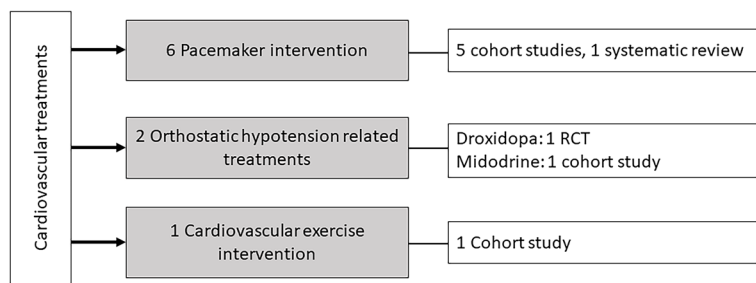 Cardiovascular treatments
6 Pacemaker intervention
5 cohort studies, 1 systematic review
2 Orthostatic hypotension related
treatments
Droxidopa: 1 RCT
Midodrine: 1 cohort study
1 Cardiovascular exercise
intervention
1 Cohort study